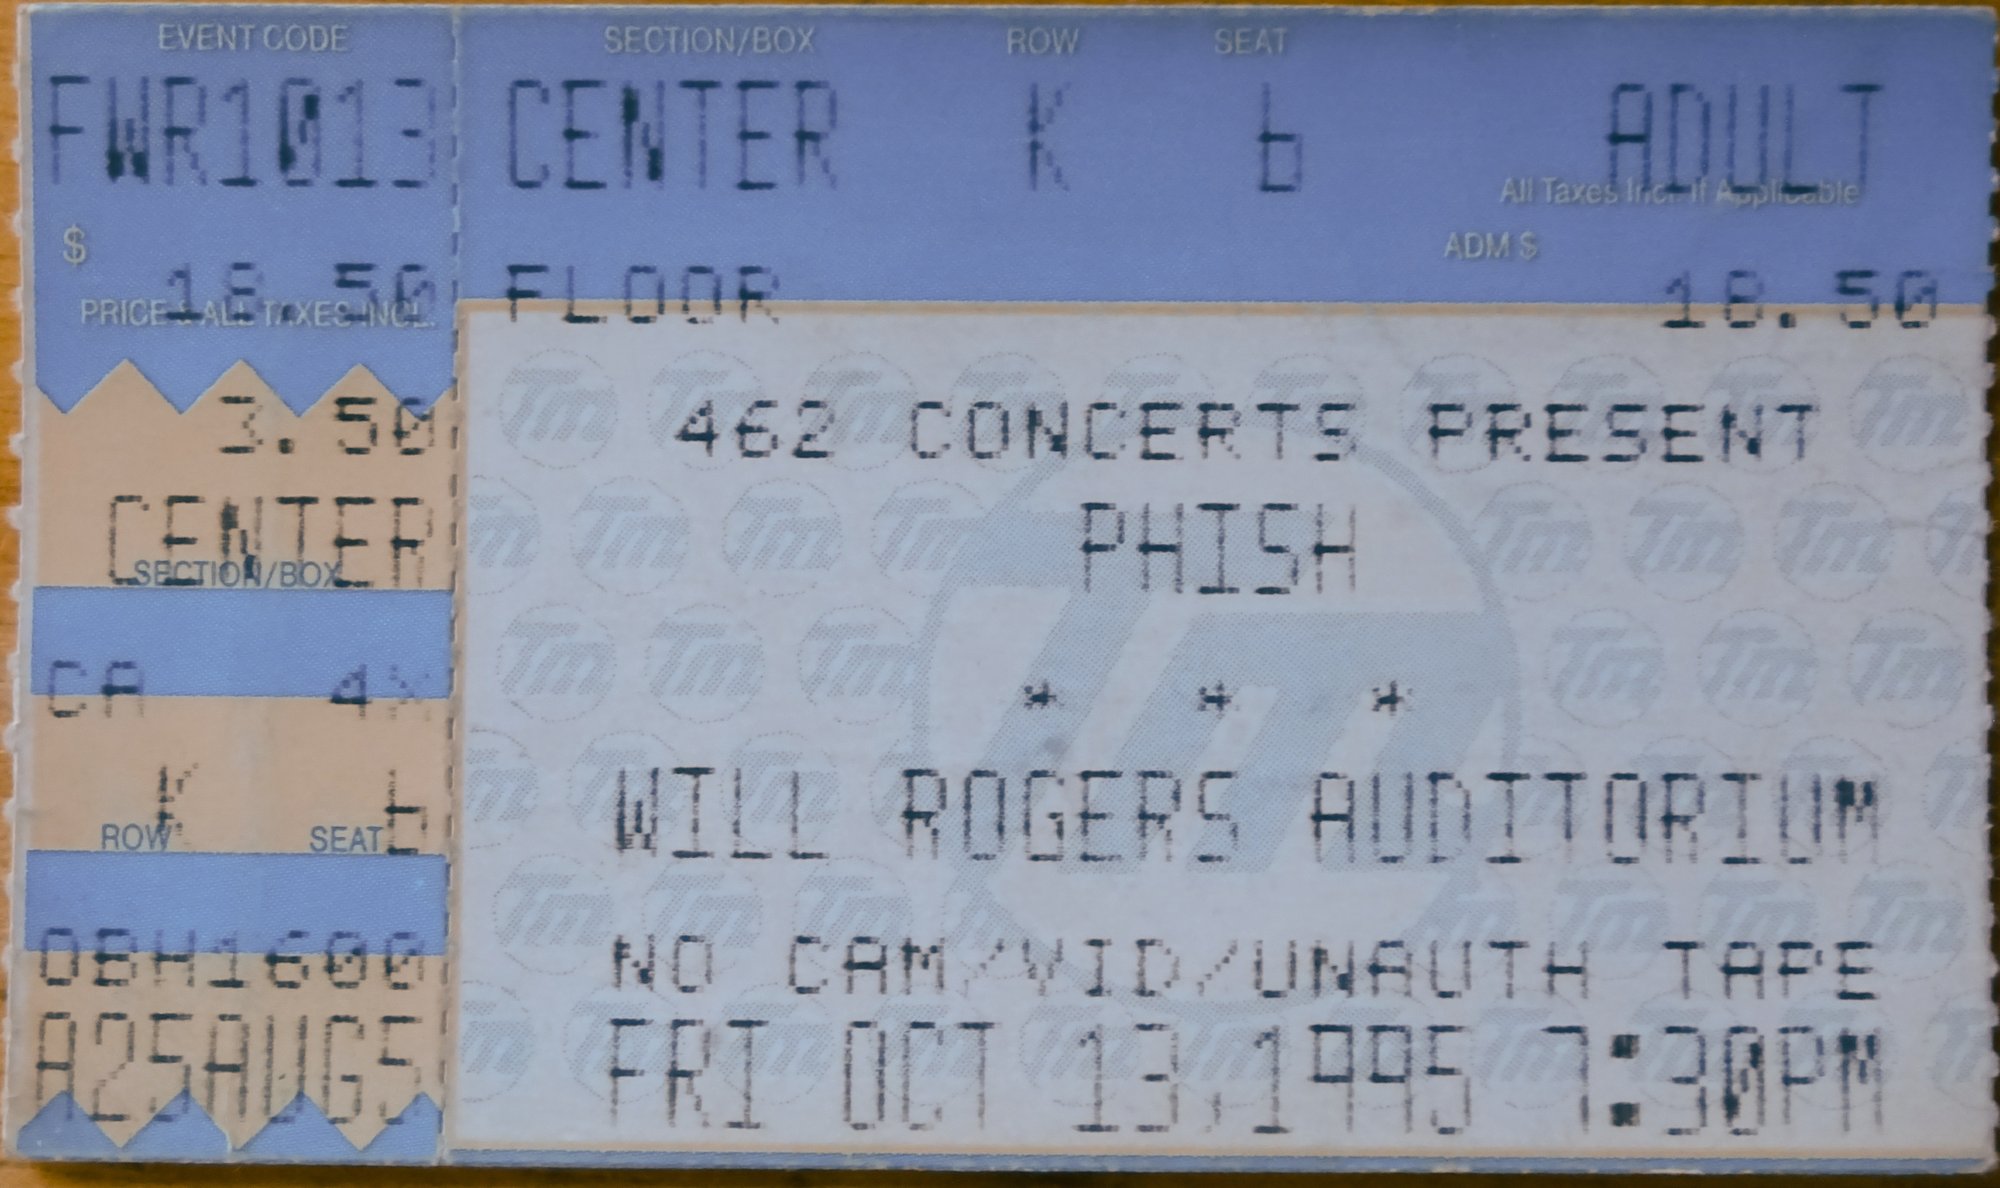 EVENT CODE
FWR1013
$
18.50
PRICE & ALL TAXES INCL.
3.50
CENTER
SECTION/BOX
CA 4X
K 6
ROW SEAT
OBH1600
A25AUG5
SECTION/BOX ROW SEAT
CENTER K 6 ADULT
All Taxes Incl. If Applicable
ADM $
FLOOR 18.50
462 CONCERTS PRESENT
PHISH
* * *
WILL ROGERS AUDITORIUM
NO CAM/VID/UNAUTH TAPE
FRI OCT 13,1995 7:30PM